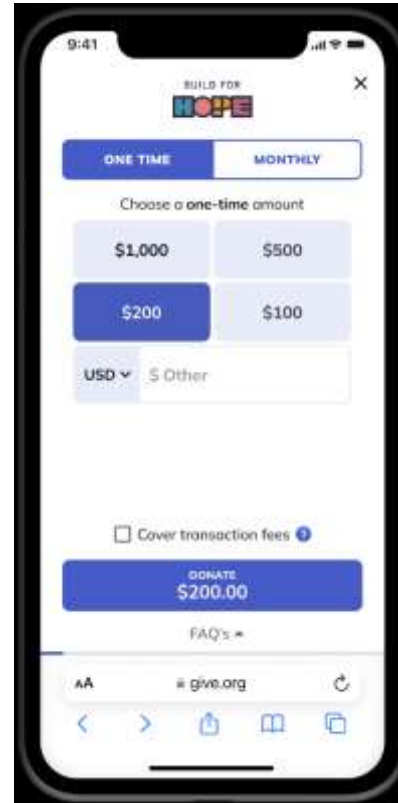 9:41
BUILD FOR
HOPE
ONE TIME
MONTHLY
Choose a one-time amount
$1,000
$500
$200
$100
USD
$ Other
Cover transaction fees ?
DONATE
$200.00
FAQ's
AA
give.org